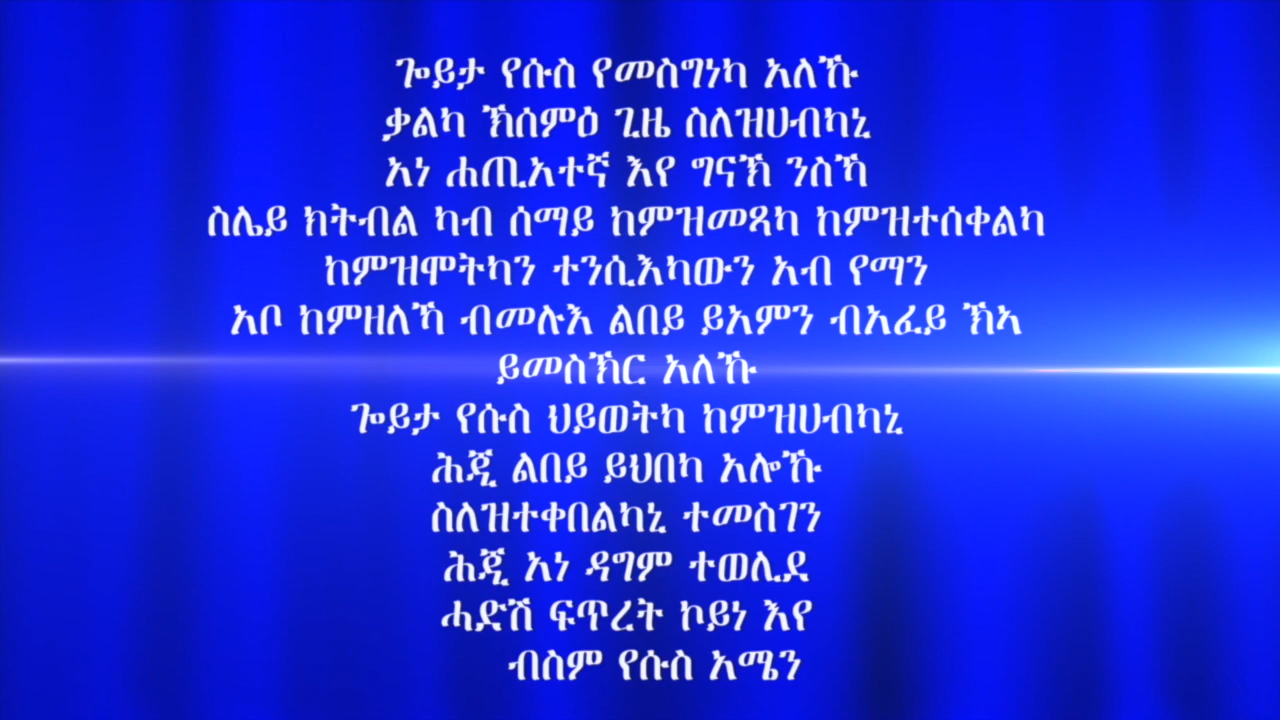 ጐይታ የሱስ የመስግነካ አለኹ
ቃልካ ኽሰምዕ ጊዜ ስለዝሀብካኒ
አነ ሐጢአተኛ እየ ግናኽ ንስኻ
ስሌይ ክትብል ካብ ሰማይ ከምዝመጻካ ከምዝተሰቀልካ
ከምዝሞትካን ተንሲእካውን አብ የማን
አቦ ከምዘለኻ ብመሉእ ልበይ ይአምን ብአፈይ ኽኣ
ይመስኽር አለኹ
ጐይታ የሱስ ህይወትካ ከምዝሀብካኒ
ሕጂ ልበይ ይህበካ አሎኹ
ስለዝተቀበልካኒ ተመስገን
ሕጂ አነ ዳግም ተወሊደ
ሓድሽ ፍጥረት ኮይነ እየ
ብስም የሱስ አሜን